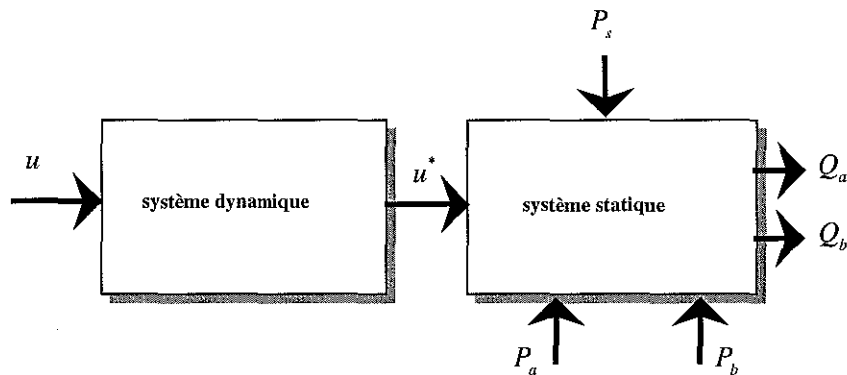 P_s
u
système dynamique
u*
système statique
Q_a
Q_b
P_a
P_b